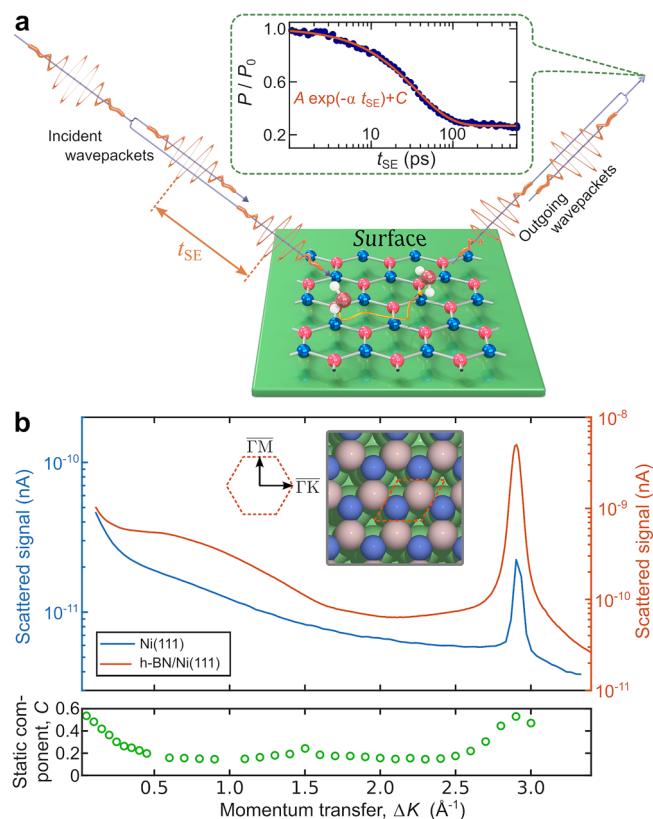 a
1.0
0.6
0.2
P / P0
A exp(-α tSE)+C
10
100
tSE (ps)
Incident
wavepackets
tSE
Outgoing
wavepackets
Surface
b
10⁻¹⁰
10⁻¹¹
Scattered signal (nA)
ΓM
ΓK
10⁻⁸
10⁻⁹
10⁻¹⁰
10⁻¹¹
Scattered signal (nA)
Ni(111)
h-BN/Ni(111)
0.6
0.4
0.2
0
Static com-
ponent, C
0.5
1.0
1.5
2.0
2.5
3.0
Momentum transfer, ΔK (Å⁻¹)